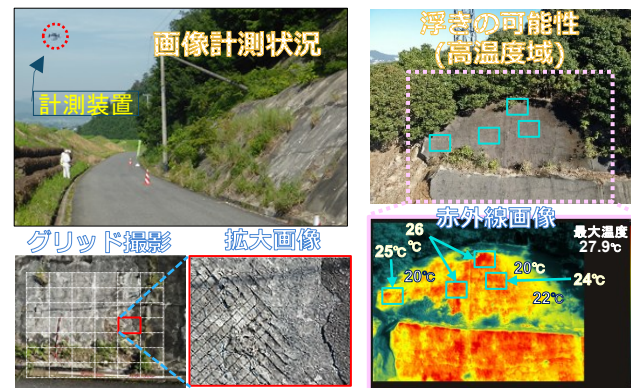 画像計測状況
計測装置
グリッド撮影
拡大画像
浮きの可能性
(高温度域)
赤外線画像
最大温度
27.9℃
26
℃
25℃
20℃
20℃
24℃
22℃